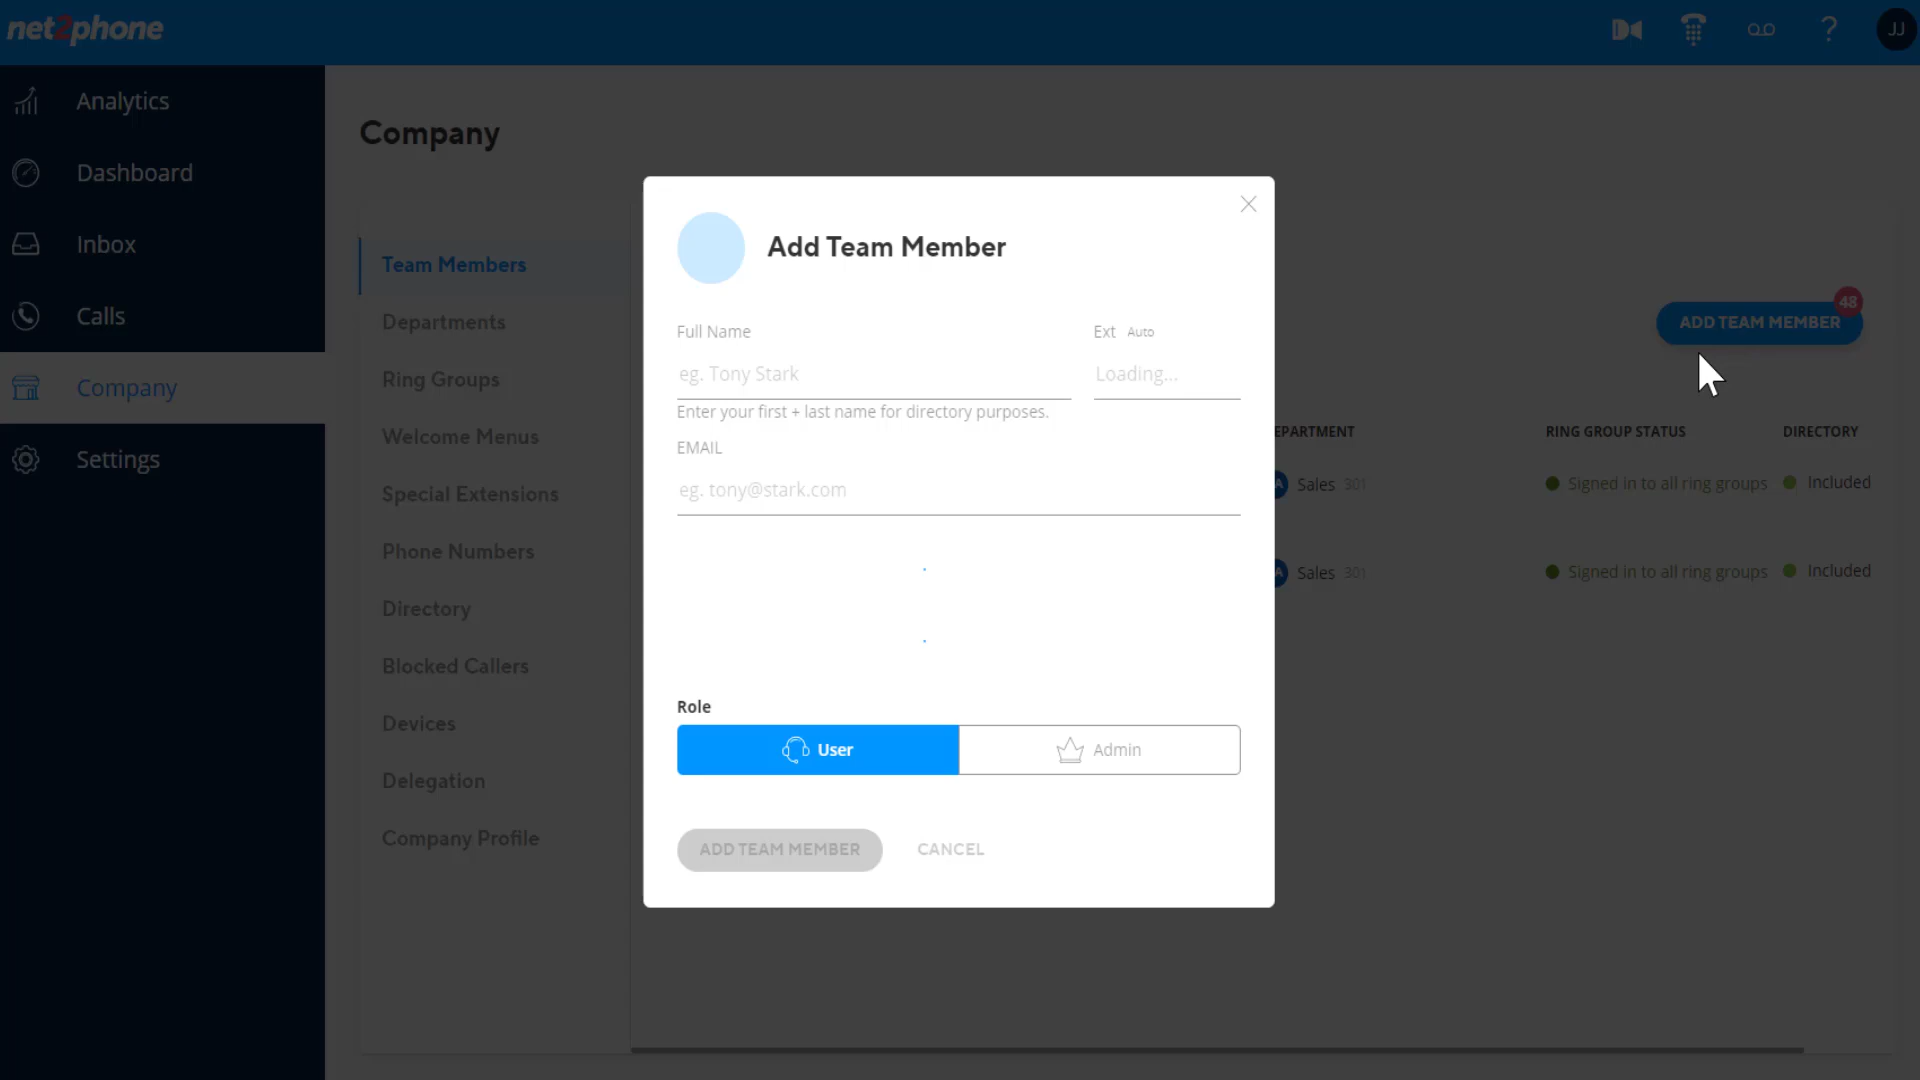 net2phone
JJ
Analytics
Dashboard
Inbox
Calls
Company
Settings
Company
Team Members
Departments
Ring Groups
Welcome Menus
Special Extensions
Phone Numbers
Directory
Blocked Callers
Devices
Delegation
Company Profile
48
ADD TEAM MEMBER
EPARTMENT
RING GROUP STATUS
DIRECTORY
A Sales 301
Signed in to all ring groups
Included
A Sales 301
Signed in to all ring groups
Included
Add Team Member
Full Name
Ext Auto
eg. Tony Stark
Loading...
Enter your first + last name for directory purposes.
EMAIL
eg. tony@stark.com
Role
User
Admin
ADD TEAM MEMBER
CANCEL